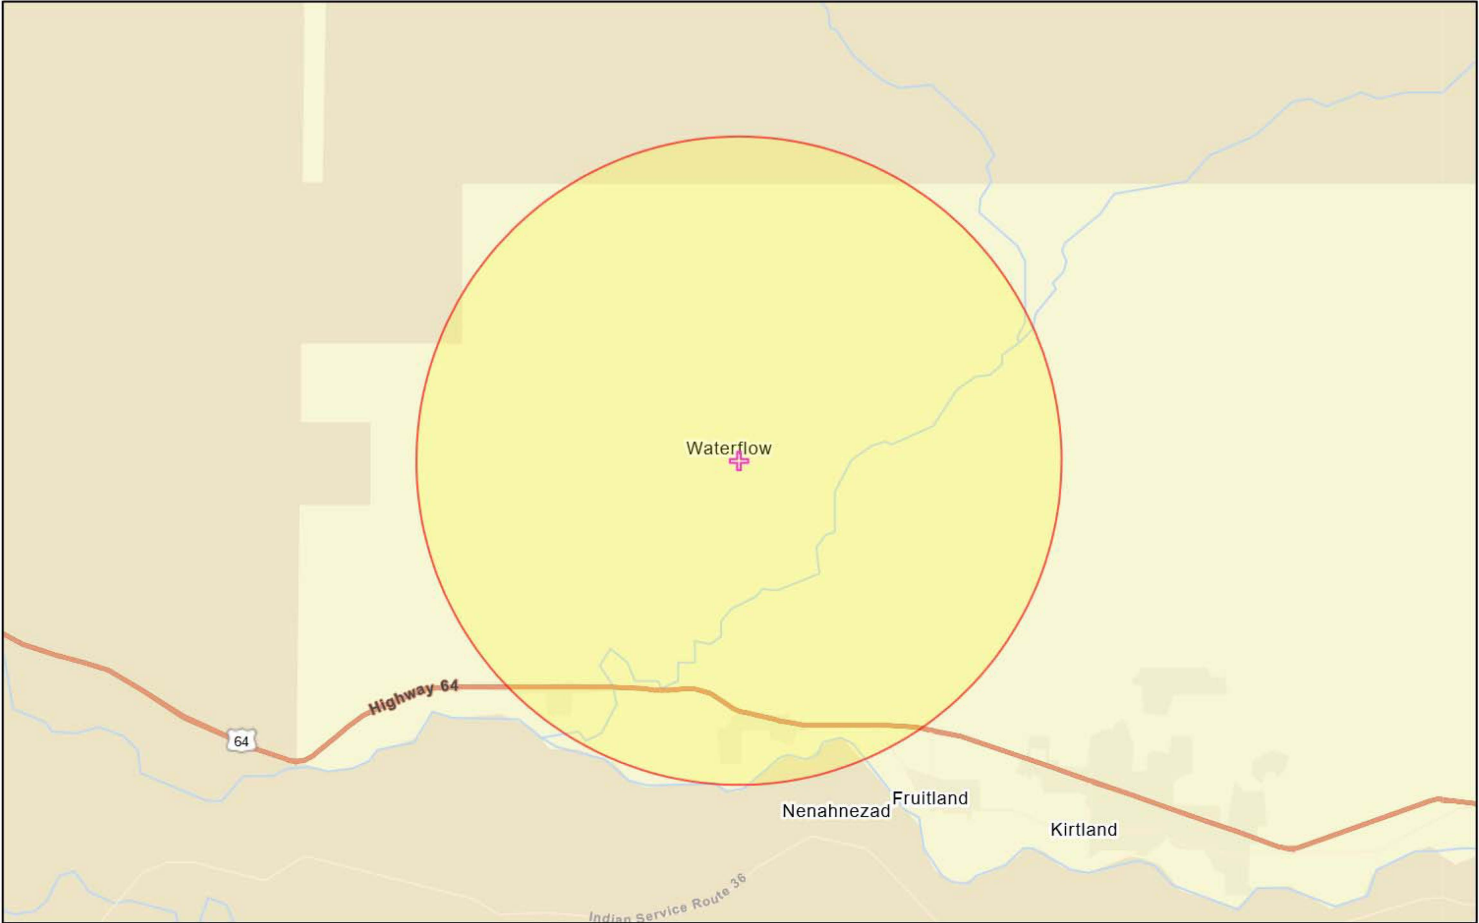 Waterflow
Highway 64
64
Fruitland
Nenahnezad
Kirtland
Indian Service Route 36